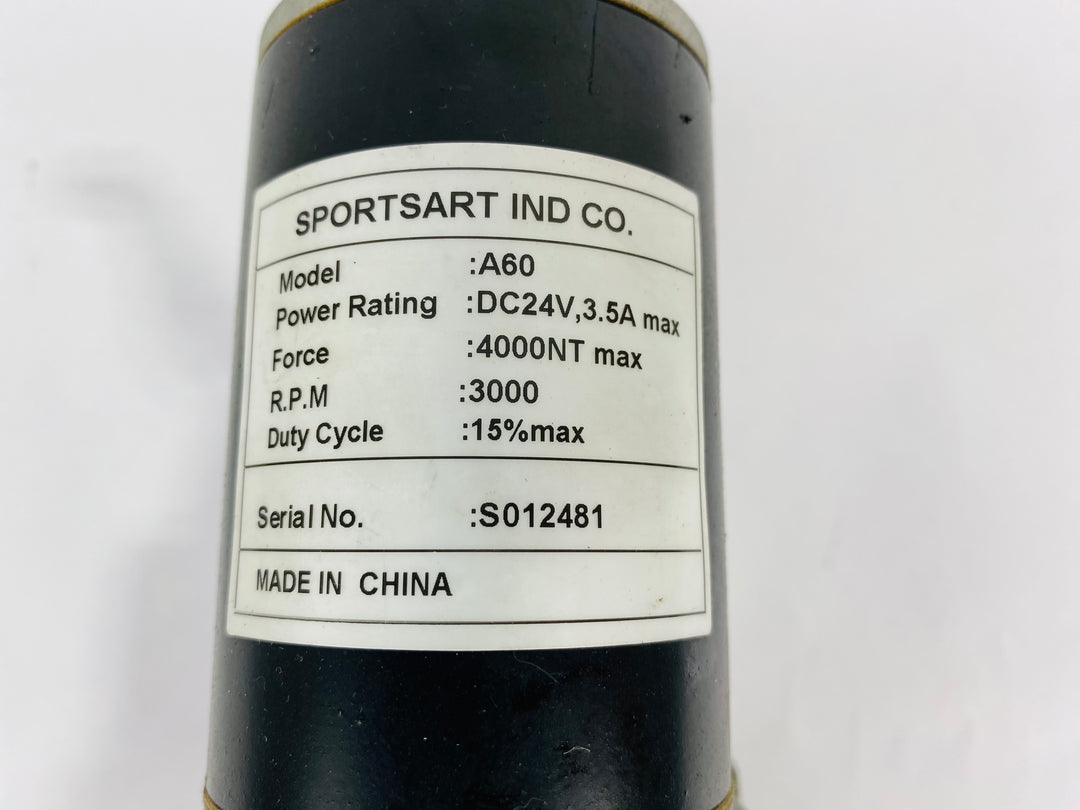 SPORTSART IND CO.
Model :A60
Power Rating :DC24V,3.5A max
Force :4000NT max
R.P.M :3000
Duty Cycle :15%max
Serial No. :S012481
MADE IN CHINA